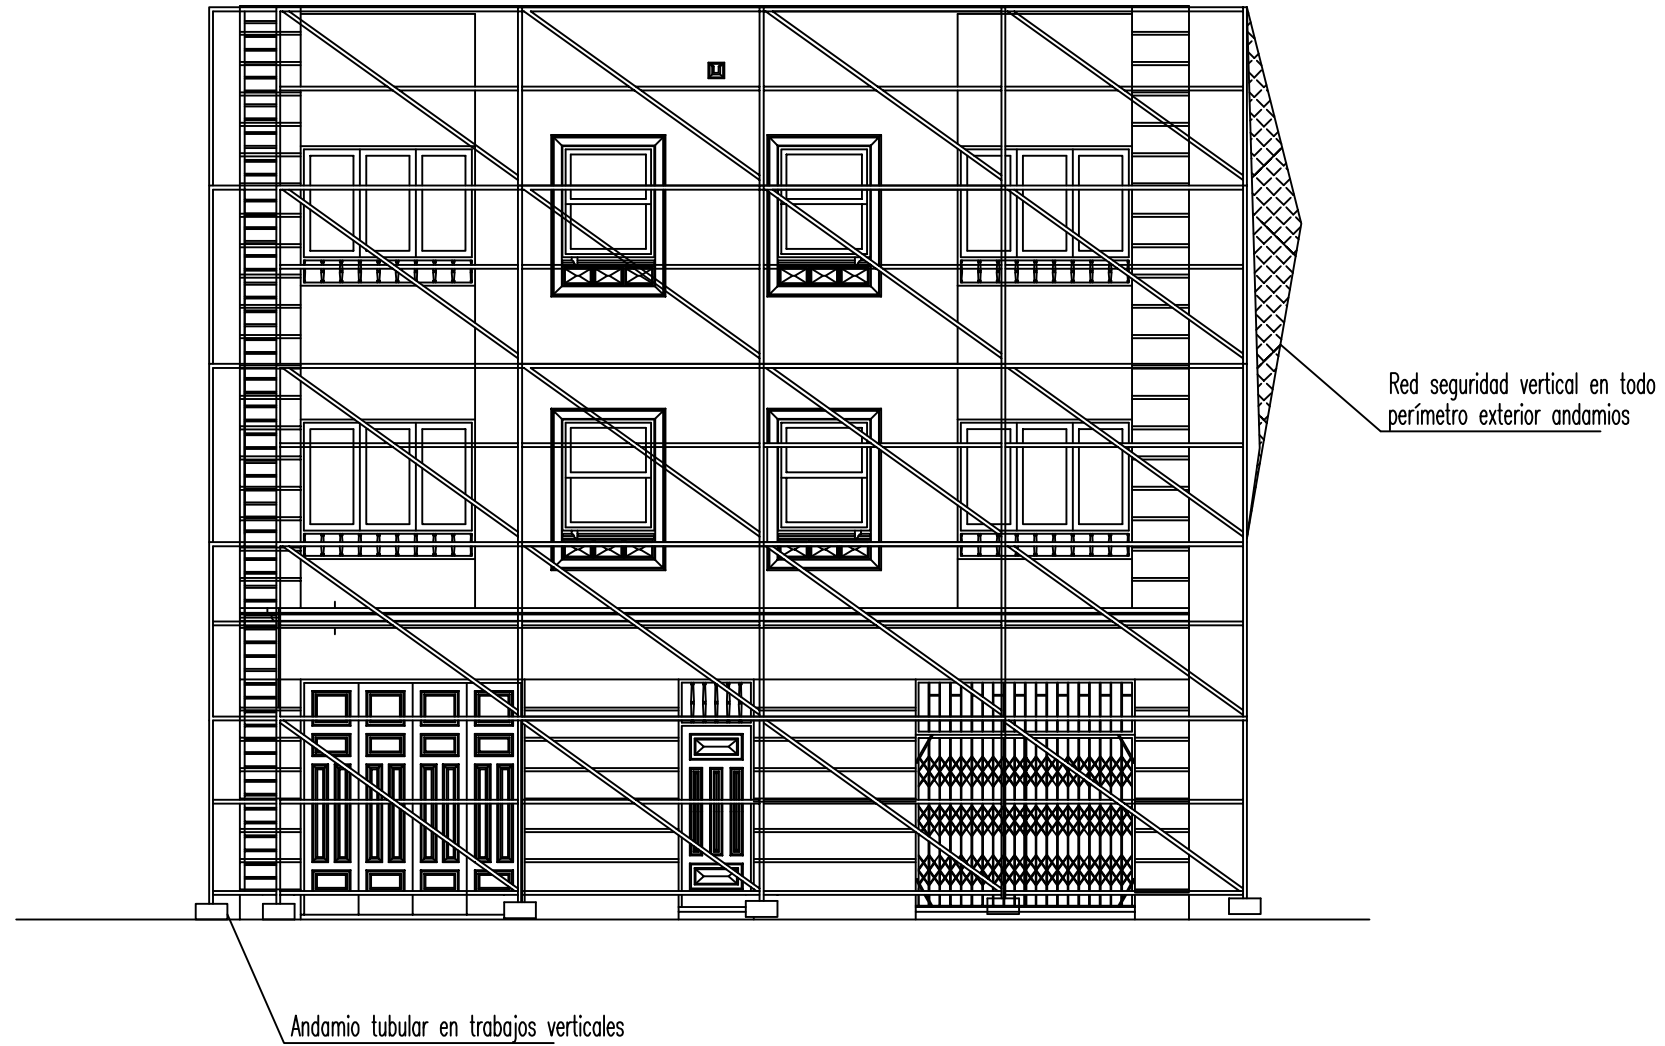 Red seguridad vertical en todo
perímetro exterior andamios
Andamio tubular en trabajos verticales